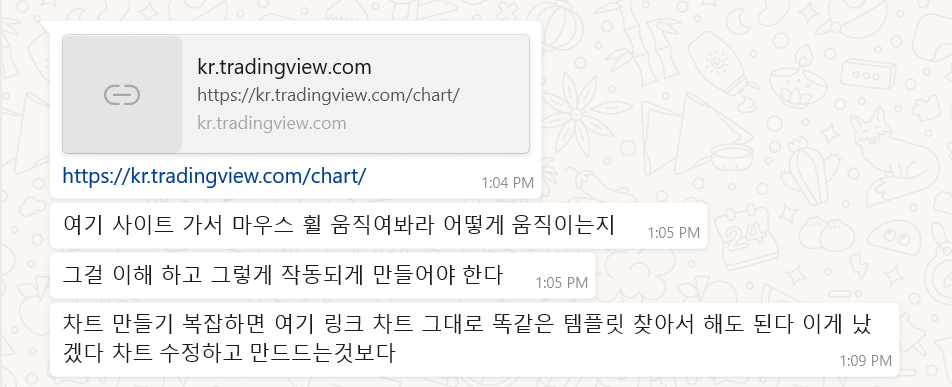 kr.tradingview.com
https://kr.tradingview.com/chart/
kr.tradingview.com
https://kr.tradingview.com/chart/
1:04 PM
여기 사이트 가서 마우스 휠 움직여봐라 어떻게 움직이는지
1:05 PM
그걸 이해 하고 그렇게 작동되게 만들어야 한다
1:05 PM
차트 만들기 복잡하면 여기 링크 차트 그대로 똑같은 템플릿 찾아서 해도 된다 이게 났
겠다 차트 수정하고 만드드는것보다
1:09 PM